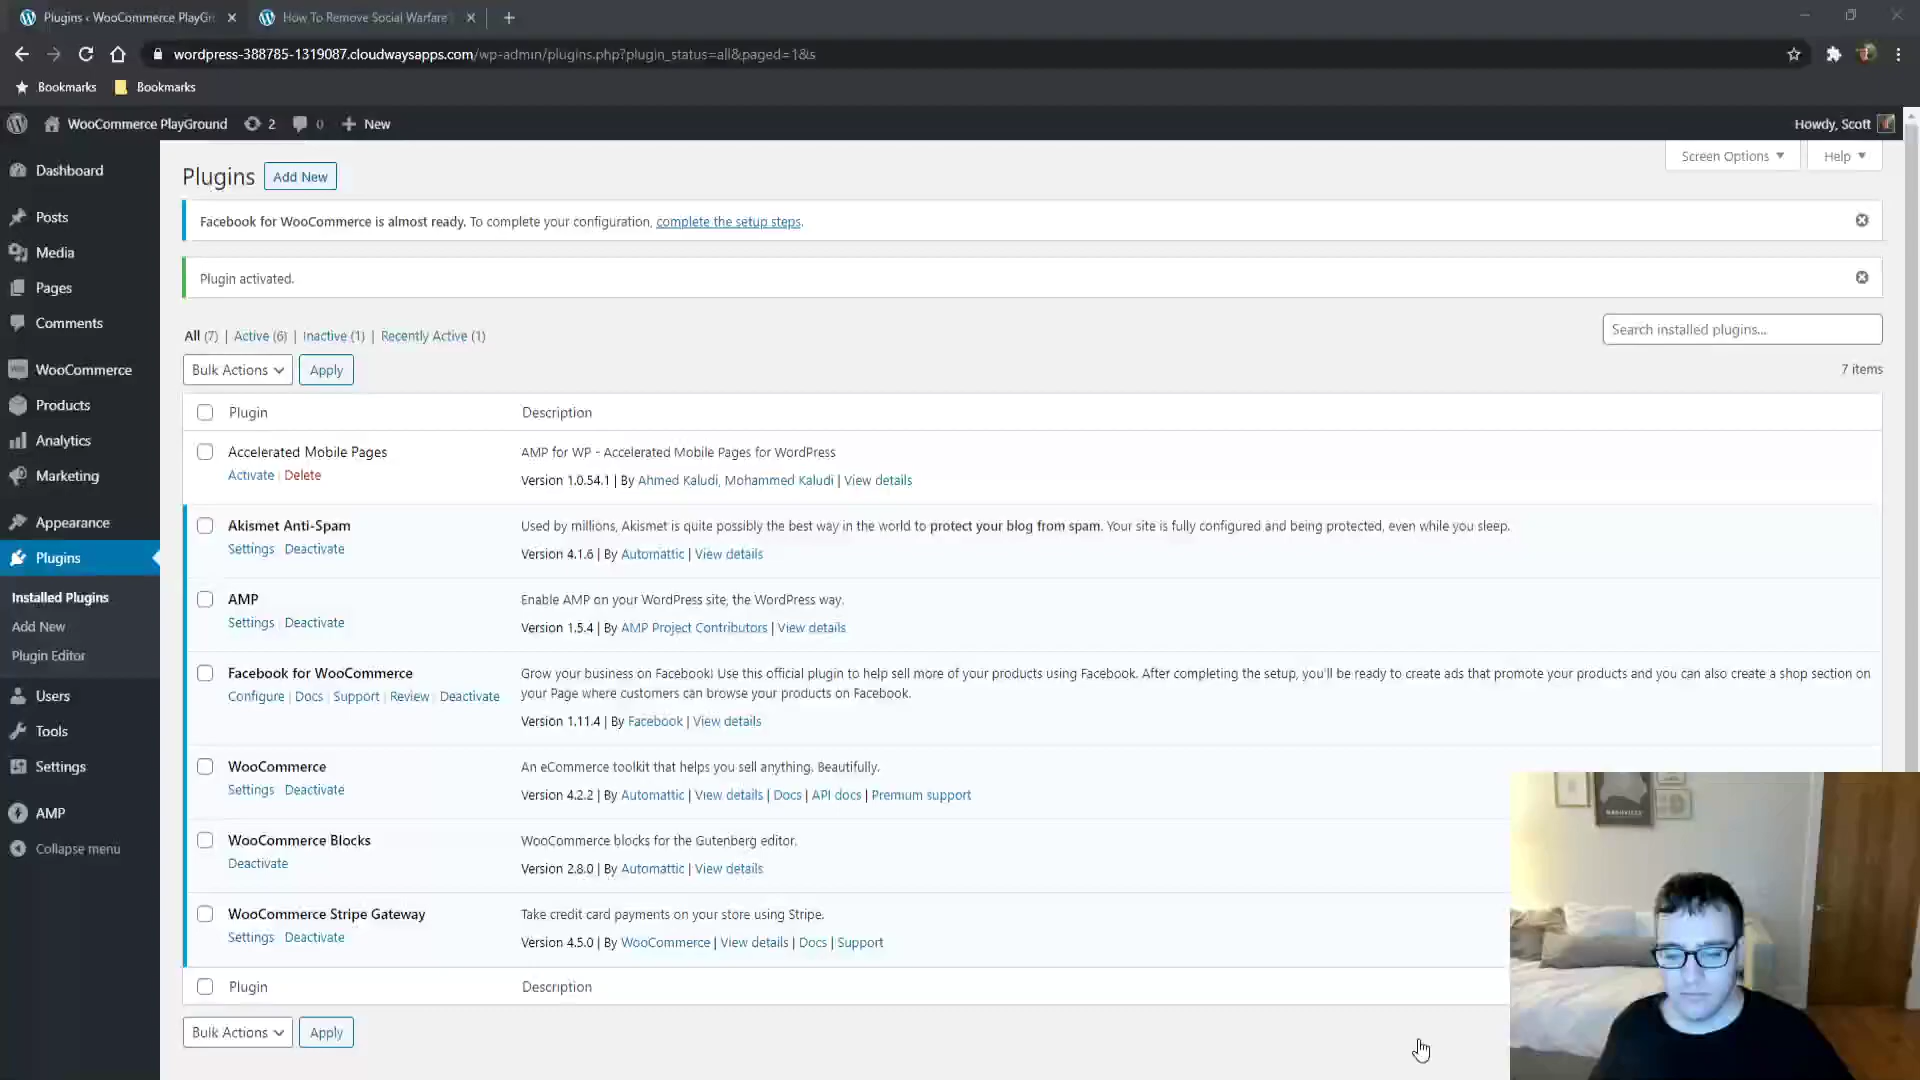 Plugins ‹ WooCommerce PlayGr
How To Remove Social Warfare
wordpress-388785-1319087.cloudwaysapps.com/wp-admin/plugins.php?plugin_status=all&paged=1&s
Bookmarks
Bookmarks
WooCommerce PlayGround
2
0
New
Howdy, Scott
Screen Options
Help
Dashboard
Posts
Media
Pages
Comments
WooCommerce
Products
Analytics
Marketing
Appearance
Plugins
Installed Plugins
Add New
Plugin Editor
Users
Tools
Settings
AMP
Collapse menu
Plugins
Add New
Facebook for WooCommerce is almost ready. To complete your configuration, complete the setup steps.
Plugin activated.
All (7) | Active (6) | Inactive (1) | Recently Active (1)
Search installed plugins...
Bulk Actions
Apply
7 items
Plugin
Description
Accelerated Mobile Pages
Activate | Delete
AMP for WP - Accelerated Mobile Pages for WordPress
Version 1.0.54.1 | By Ahmed Kaludi, Mohammed Kaludi | View details
Akismet Anti-Spam
Settings | Deactivate
Used by millions, Akismet is quite possibly the best way in the world to protect your blog from spam. Your site is fully configured and being protected, even while you sleep.
Version 4.1.6 | By Automattic | View details
AMP
Settings | Deactivate
Enable AMP on your WordPress site, the WordPress way.
Version 1.5.4 | By AMP Project Contributors | View details
Facebook for WooCommerce
Configure | Docs | Support | Review | Deactivate
Grow your business on Facebook! Use this official plugin to help sell more of your products using Facebook. After completing the setup, you'll be ready to create ads that promote your products and you can also create a shop section on
your Page where customers can browse your products on Facebook.
Version 1.11.4 | By Facebook | View details
WooCommerce
Settings | Deactivate
An eCommerce toolkit that helps you sell anything. Beautifully.
Version 4.2.2 | By Automattic | View details | Docs | API docs | Premium support
WooCommerce Blocks
Deactivate
WooCommerce blocks for the Gutenberg editor.
Version 2.8.0 | By Automattic | View details
WooCommerce Stripe Gateway
Settings | Deactivate
Take credit card payments on your store using Stripe.
Version 4.5.0 | By WooCommerce | View details | Docs | Support
Plugin
Description
Bulk Actions
Apply